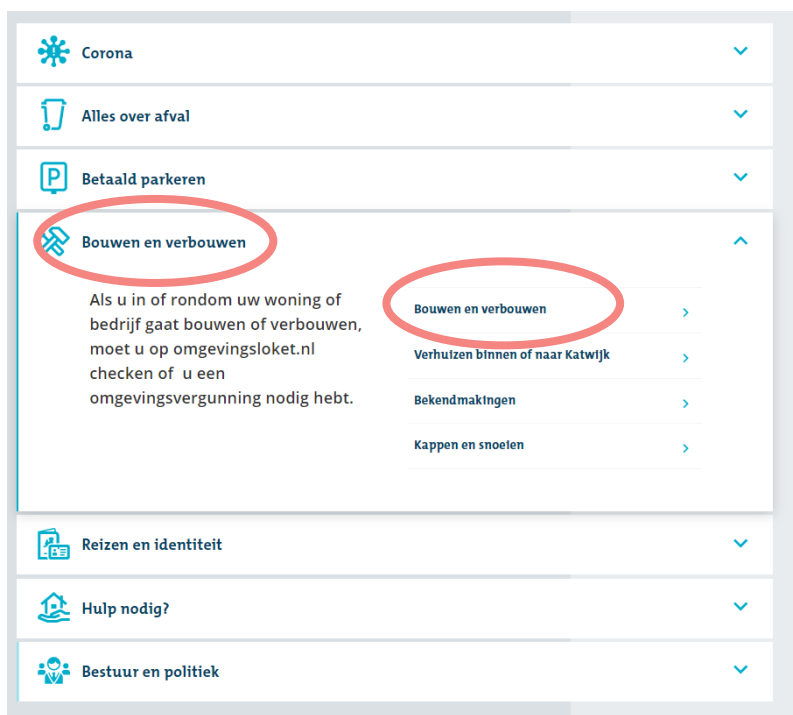 Corona
Alles over afval
P
Betaald parkeren
Bouwen en verbouwen
Als u in of rondom uw woning of
bedrijf gaat bouwen of verbouwen,
moet u op omgevingsloket.nl
checken of u een
omgevingsvergunning nodig hebt.
Bouwen en verbouwen
Verhuizen binnen of naar Katwijk
Bekendmakingen
Kappen en snoeien
Reizen en identiteit
Hulp nodig?
Bestuur en politiek